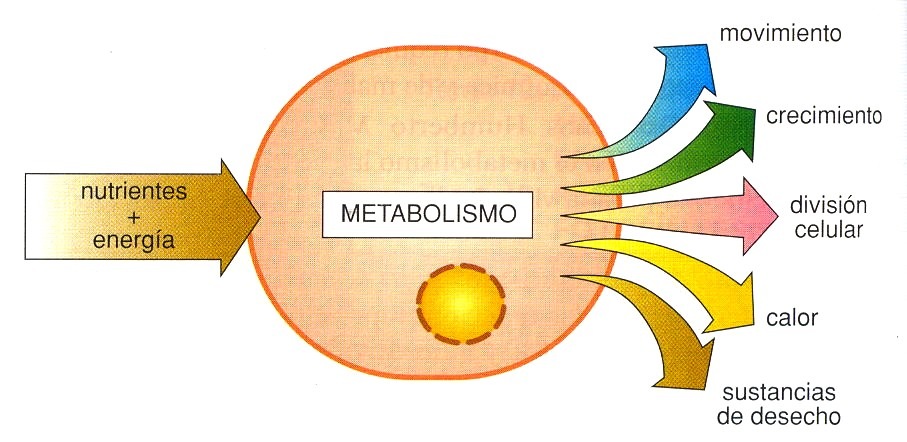 movimiento
crecimiento
nutrientes
+
energía
METABOLISMO
división
celular
calor
sustancias
de desecho